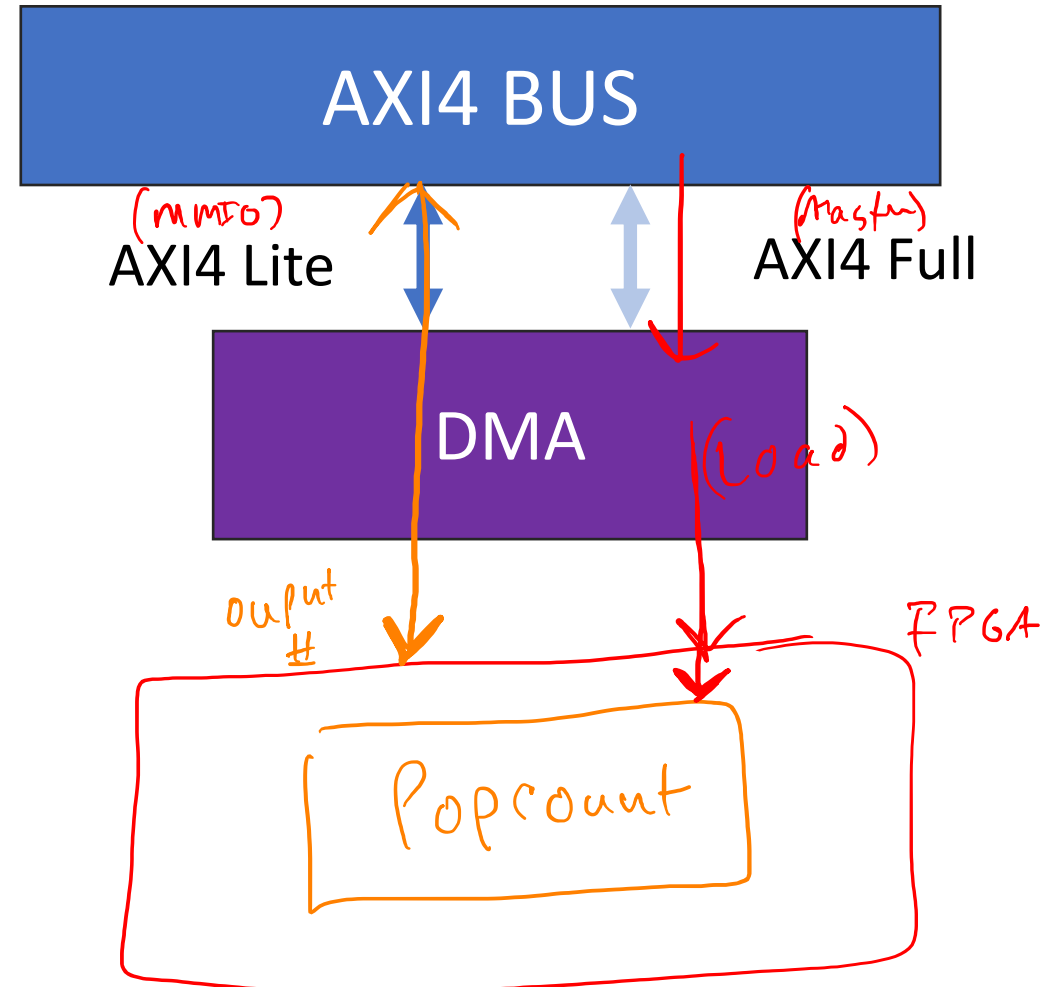 AXI4 BUS
(MMIO)
(Master)
AXI4 Lite
AXI4 Full
DMA
(Load)
ouput
#
FPGA
Popcount